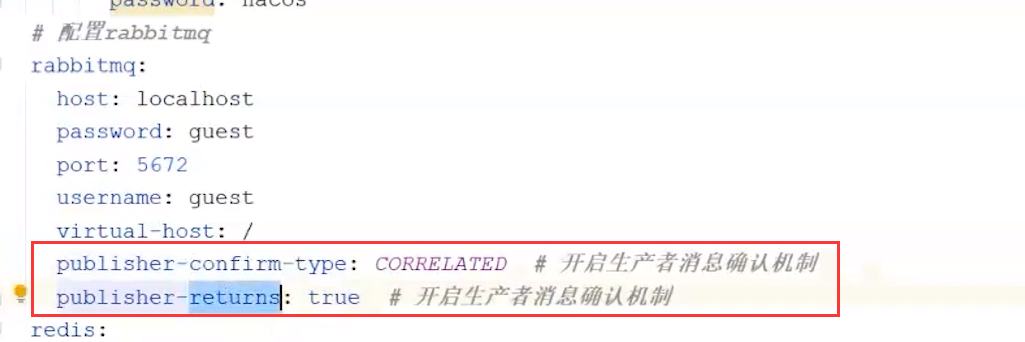 password: nacos
# 配置rabbitmq
rabbitmq:
host: localhost
password: guest
port: 5672
username: guest
virtual-host: /
publisher-confirm-type: CORRELATED # 开启生产者消息确认机制
publisher-returns: true # 开启生产者消息确认机制
redis: